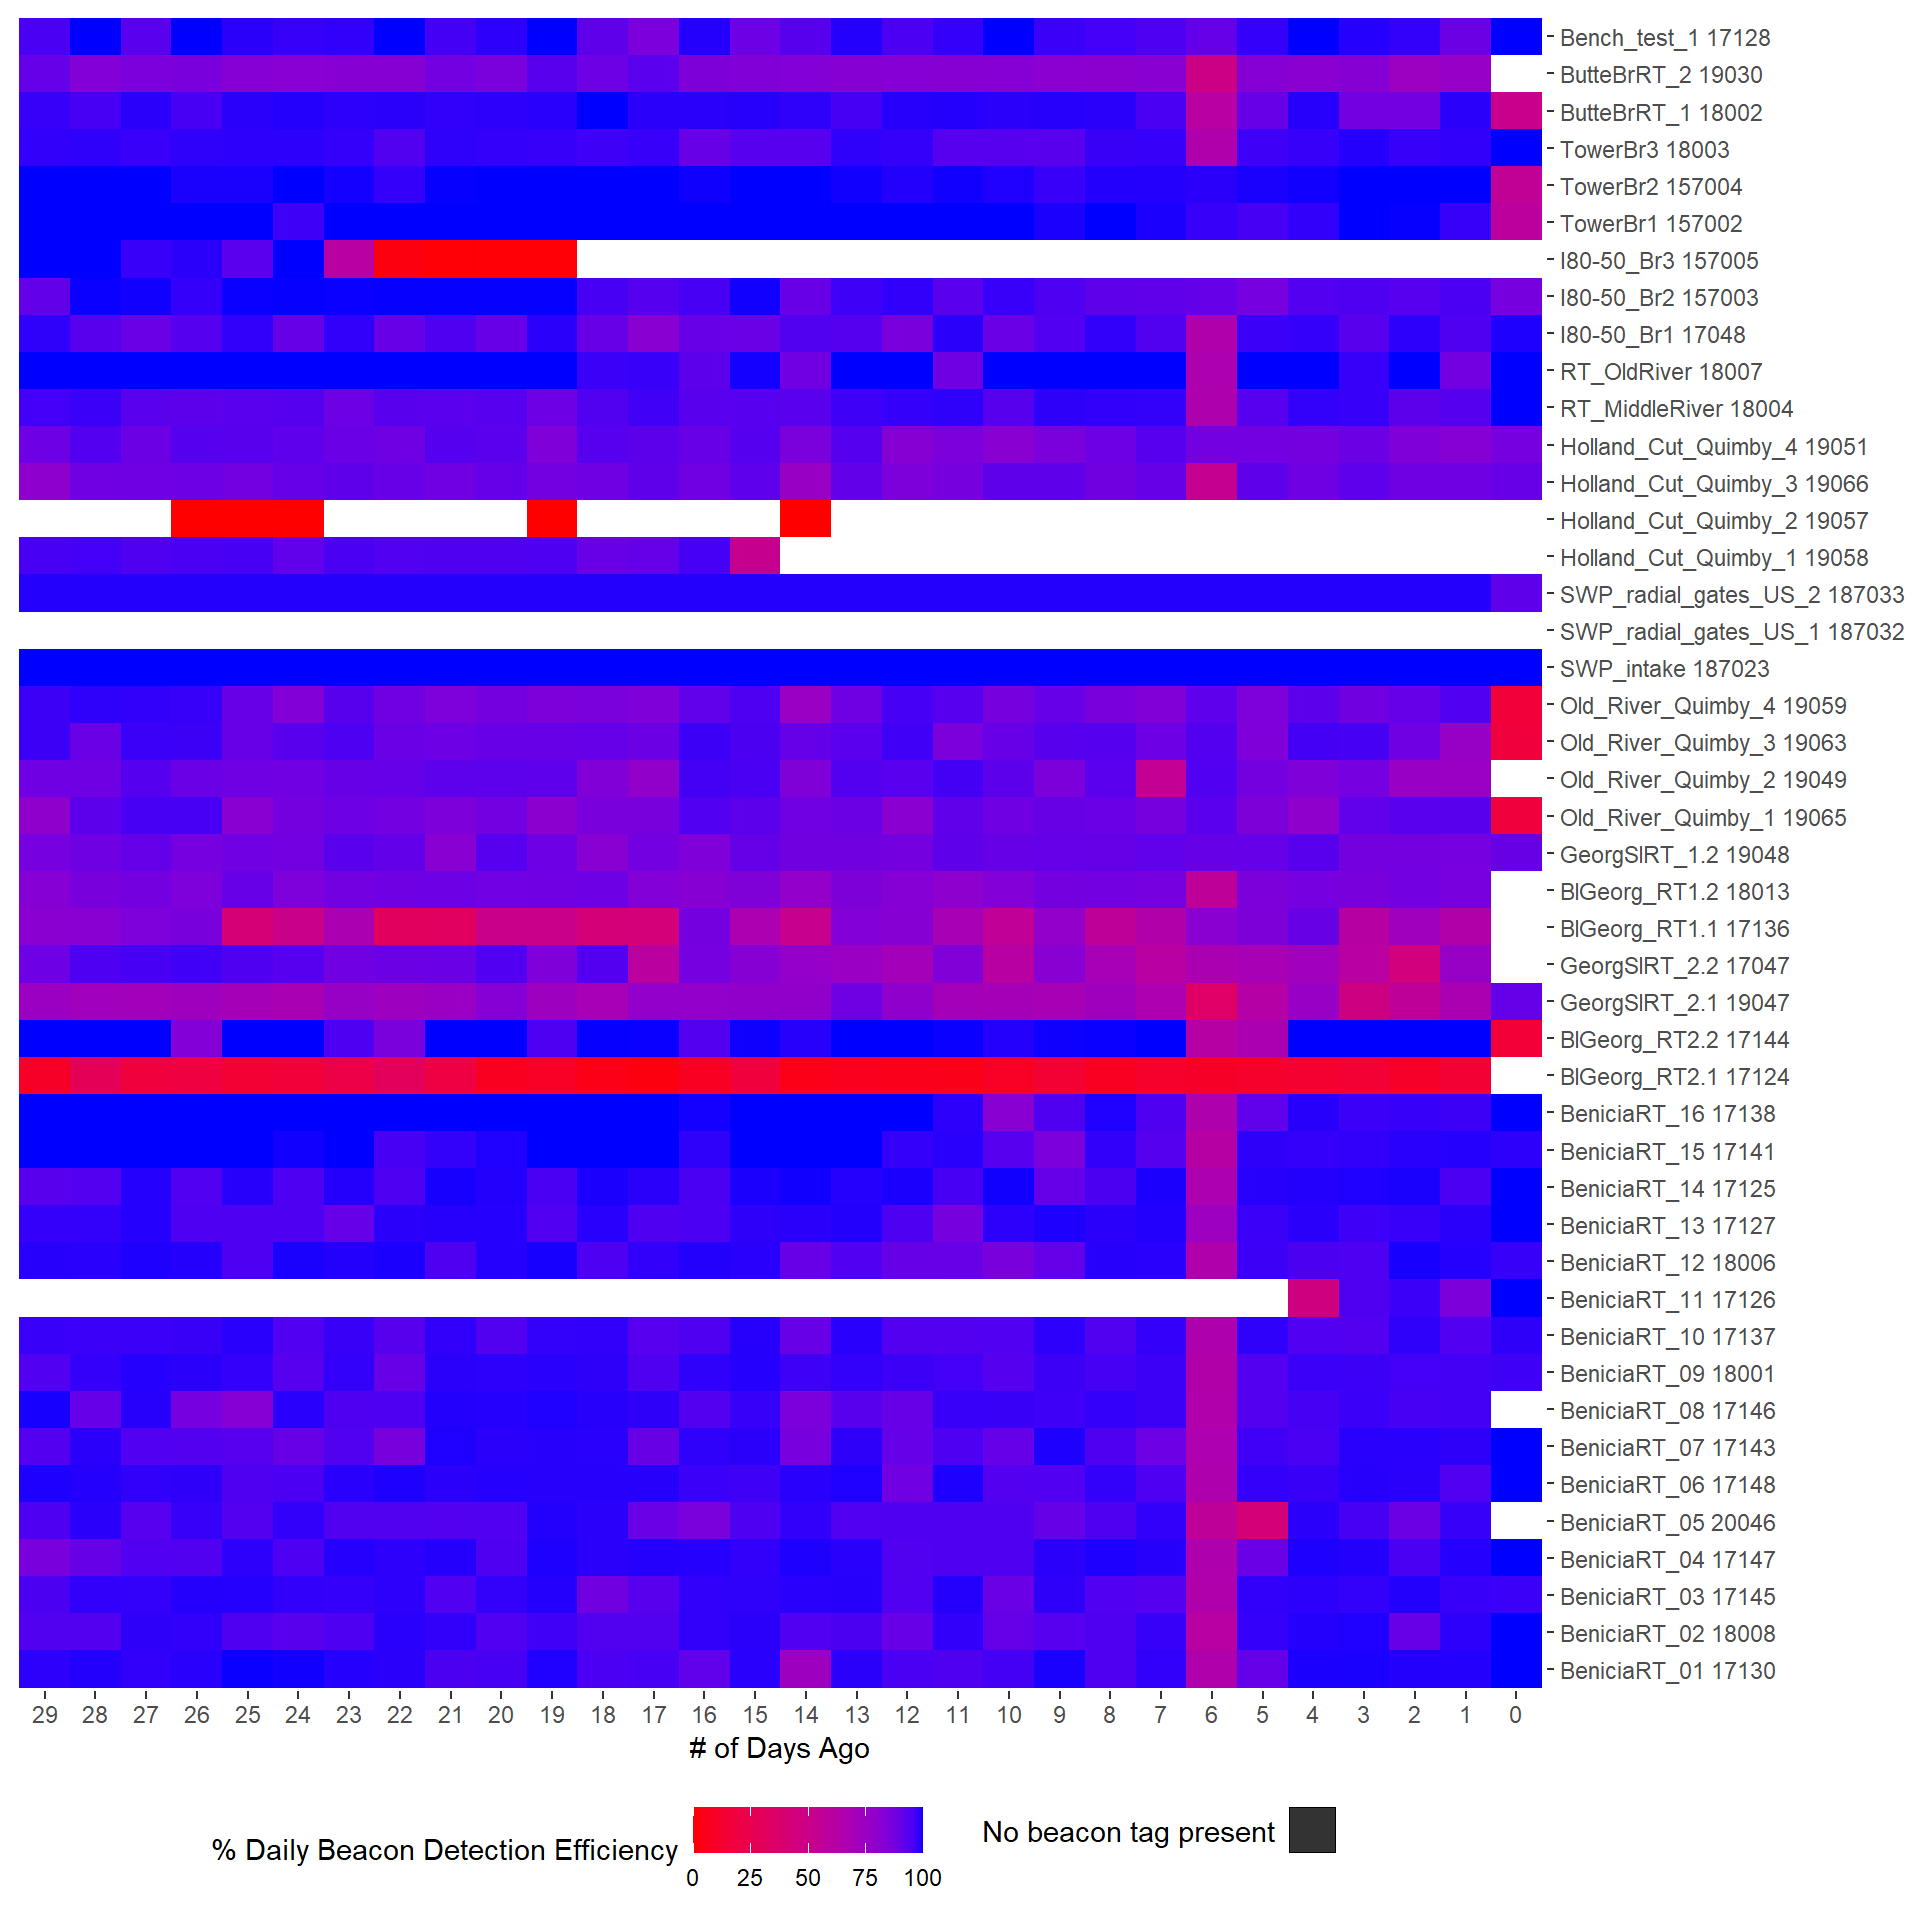 Bench_test_1 17128
ButteBrRT_2 19030
ButteBrRT_1 18002
TowerBr3 18003
TowerBr2 157004
TowerBr1 157002
I80-50_Br3 157005
I80-50_Br2 157003
I80-50_Br1 17048
RT_OldRiver 18007
RT_MiddleRiver 18004
Holland_Cut_Quimby_4 19051
Holland_Cut_Quimby_3 19066
Holland_Cut_Quimby_2 19057
Holland_Cut_Quimby_1 19058
SWP_radial_gates_US_2 187033
SWP_radial_gates_US_1 187032
SWP_intake 187023
Old_River_Quimby_4 19059
Old_River_Quimby_3 19063
Old_River_Quimby_2 19049
Old_River_Quimby_1 19065
GeorgSlRT_1.2 19048
BlGeorg_RT1.2 18013
BlGeorg_RT1.1 17136
GeorgSlRT_2.2 17047
GeorgSlRT_2.1 19047
BlGeorg_RT2.2 17144
BlGeorg_RT2.1 17124
BeniciaRT_16 17138
BeniciaRT_15 17141
BeniciaRT_14 17125
BeniciaRT_13 17127
BeniciaRT_12 18006
BeniciaRT_11 17126
BeniciaRT_10 17137
BeniciaRT_09 18001
BeniciaRT_08 17146
BeniciaRT_07 17143
BeniciaRT_06 17148
BeniciaRT_05 20046
BeniciaRT_04 17147
BeniciaRT_03 17145
BeniciaRT_02 18008
BeniciaRT_01 17130
29 28 27 26 25 24 23 22 21 20 19 18 17 16 15 14 13 12 11 10 9 8 7 6 5 4 3 2 1 0
# of Days Ago
% Daily Beacon Detection Efficiency
0 25 50 75 100
No beacon tag present